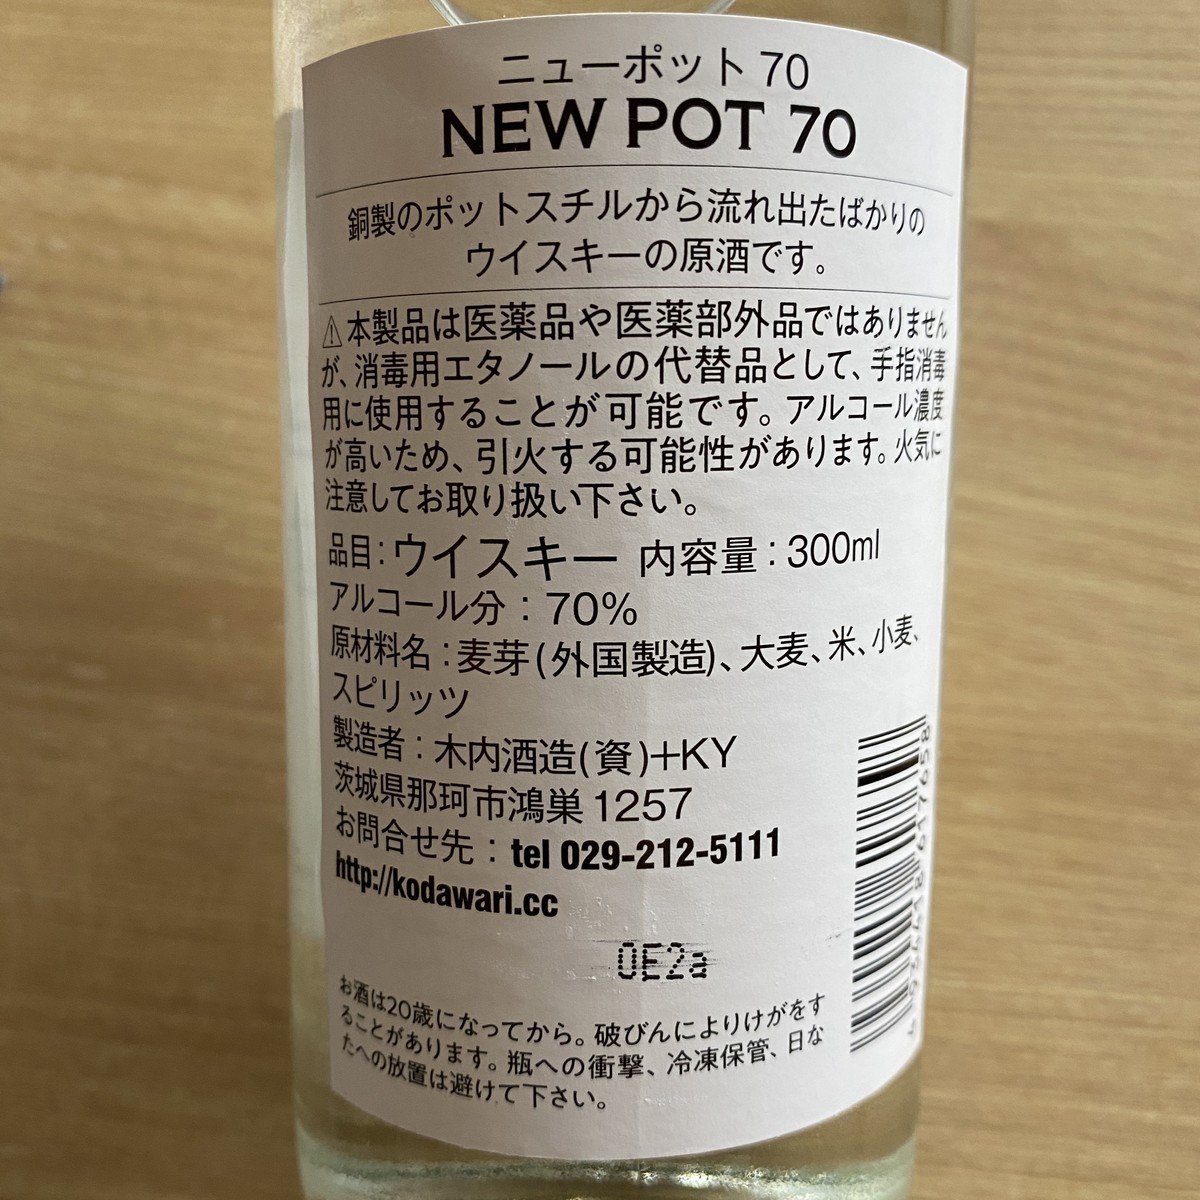 ニューポット 70
NEW POT 70
銅製のポットスチルから流れ出たばかりの
ウイスキーの原酒です。
⚠本製品は医薬品や医薬部外品ではありません
が、消毒用エタノールの代替品として、手指消毒
用に使用することが可能です。アルコール濃度
が高いため、引火する可能性があります。火気に
注意してお取り扱い下さい。
品目:ウイスキー 内容量:300ml
アルコール分:70%
原材料名:麦芽(外国製造)、大麦、米、小麦、
スピリッツ
製造者:木内酒造(資)+KY
茨城県那珂市鴻巣 1257
お問合せ先:tel 029-212-5111
http://kodawari.cc
0E2a
お酒は20歳になってから。破びんによりけがをす
ることがあります。瓶への衝撃、冷凍保管、日な
たへの放置は避けて下さい。